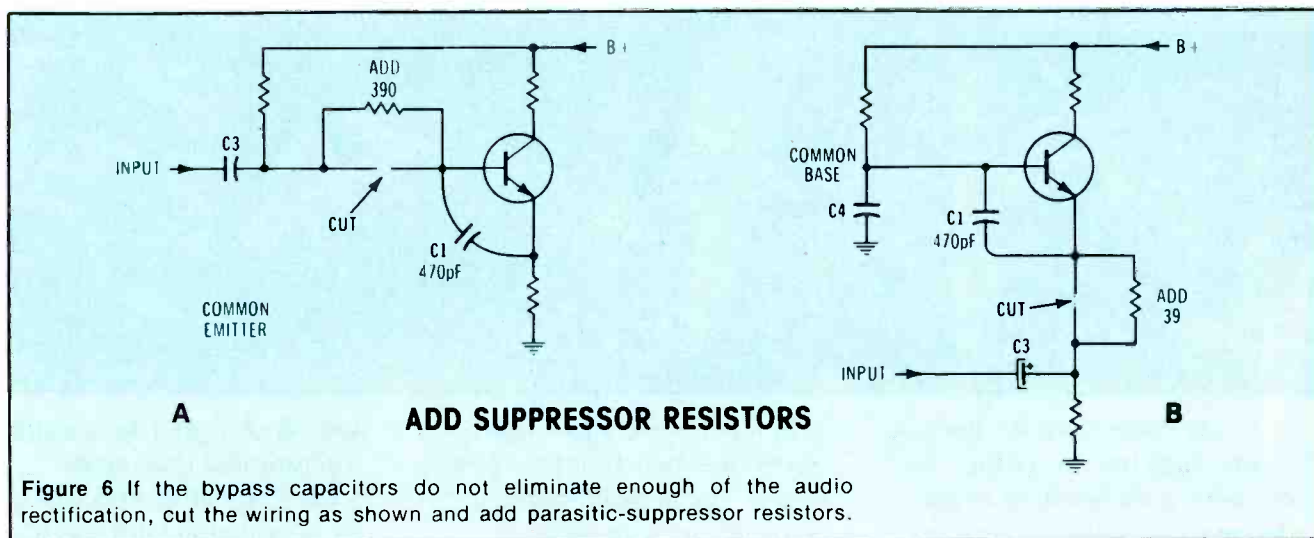 B+
ADD
390
C3
INPUT
CUT
C1
470pF
COMMON
EMITTER
A
B+
COMMON
BASE
C4
C1
470pF
CUT
ADD
39
C3
+
INPUT
B
ADD SUPPRESSOR RESISTORS
Figure 6 If the bypass capacitors do not eliminate enough of the audio
rectification, cut the wiring as shown and add parasitic-suppressor resistors.